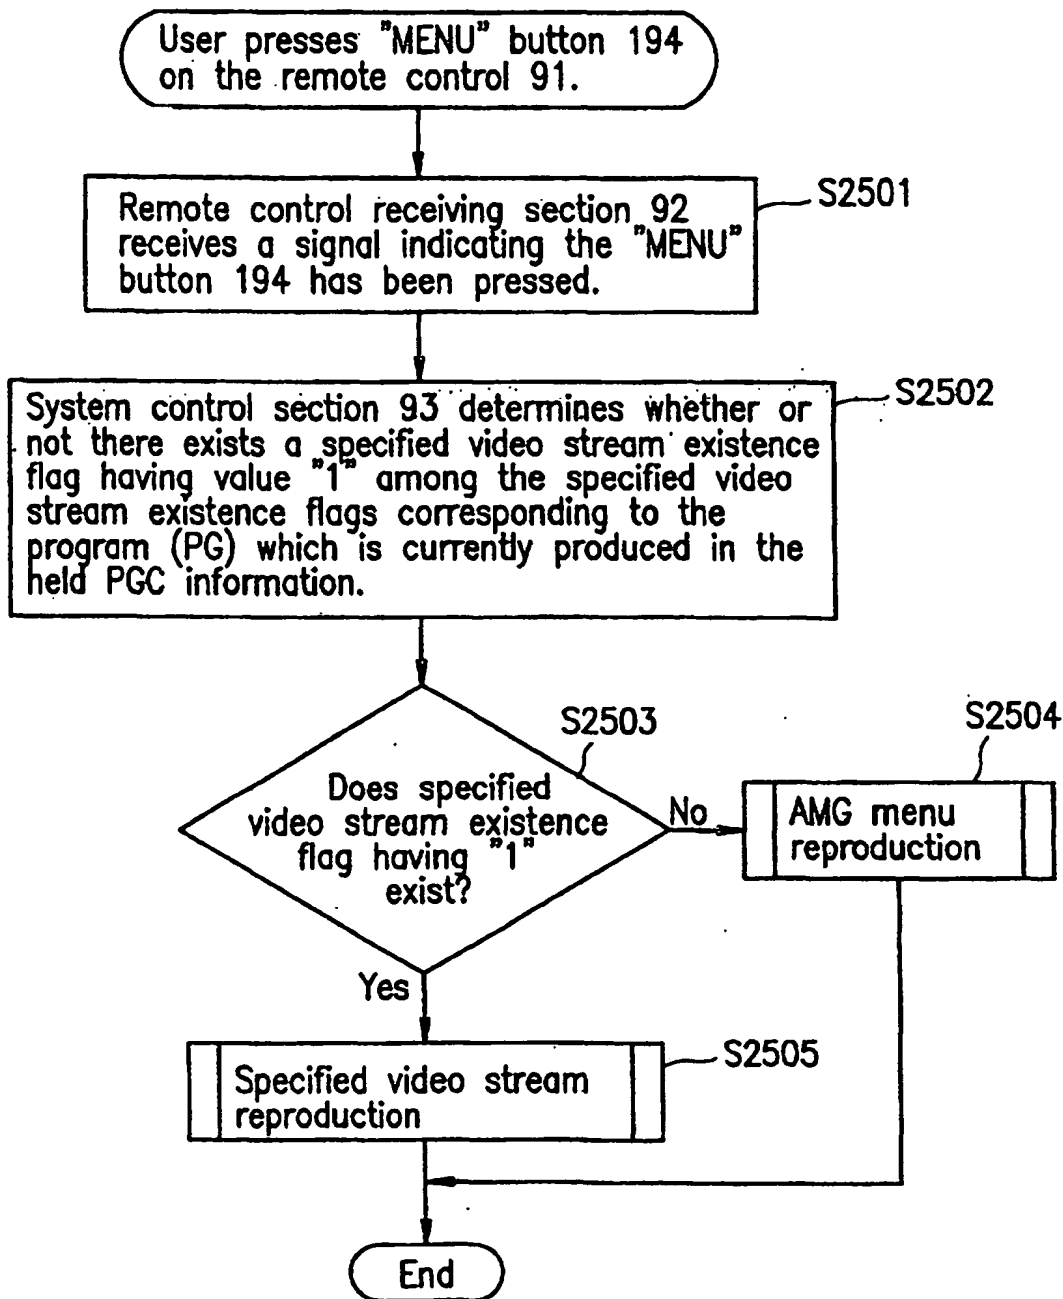 User presses "MENU" button 194
on the remote control 91.
Remote control receiving section 92
receives a signal indicating the "MENU"
button 194 has been pressed.
S2501
System control section 93 determines whether or
not there exists a specified video stream existence
flag having value "1" among the specified video
stream existence flags corresponding to the
program (PG) which is currently produced in the
held PGC information.
S2502
Does specified
video stream existence
flag having "1"
exist?
S2503
No
S2504
AMG menu
reproduction
Yes
Specified video stream
reproduction
S2505
End